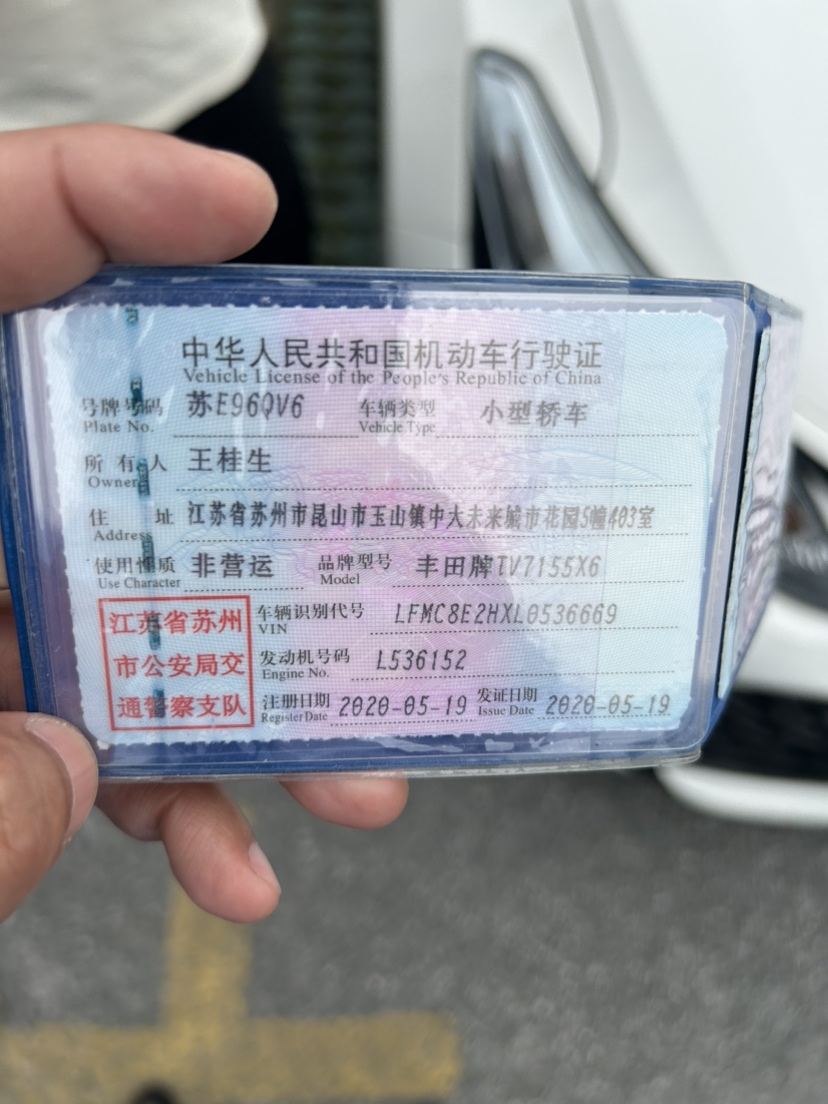 中华人民共和国机动车行驶证
Vehicle License of the People's Republic of China
号牌号码 苏E96QV6 车辆类型 小型轿车
Plate No. Vehicle Type
所有人 王桂生
Owner
住址 江苏省苏州市昆山市玉山镇中大未来城市花园5幢403室
Address
使用性质 非营运 品牌型号 丰田牌TV7155X6
Use Character Model
江苏省苏州 车辆识别代号 LFMC8E2HXL0536669
VIN
市公安局交 发动机号码 L536152
Engine No.
通警察支队 注册日期 2020-05-19 发证日期 2020-05-19
Register Date Issue Date